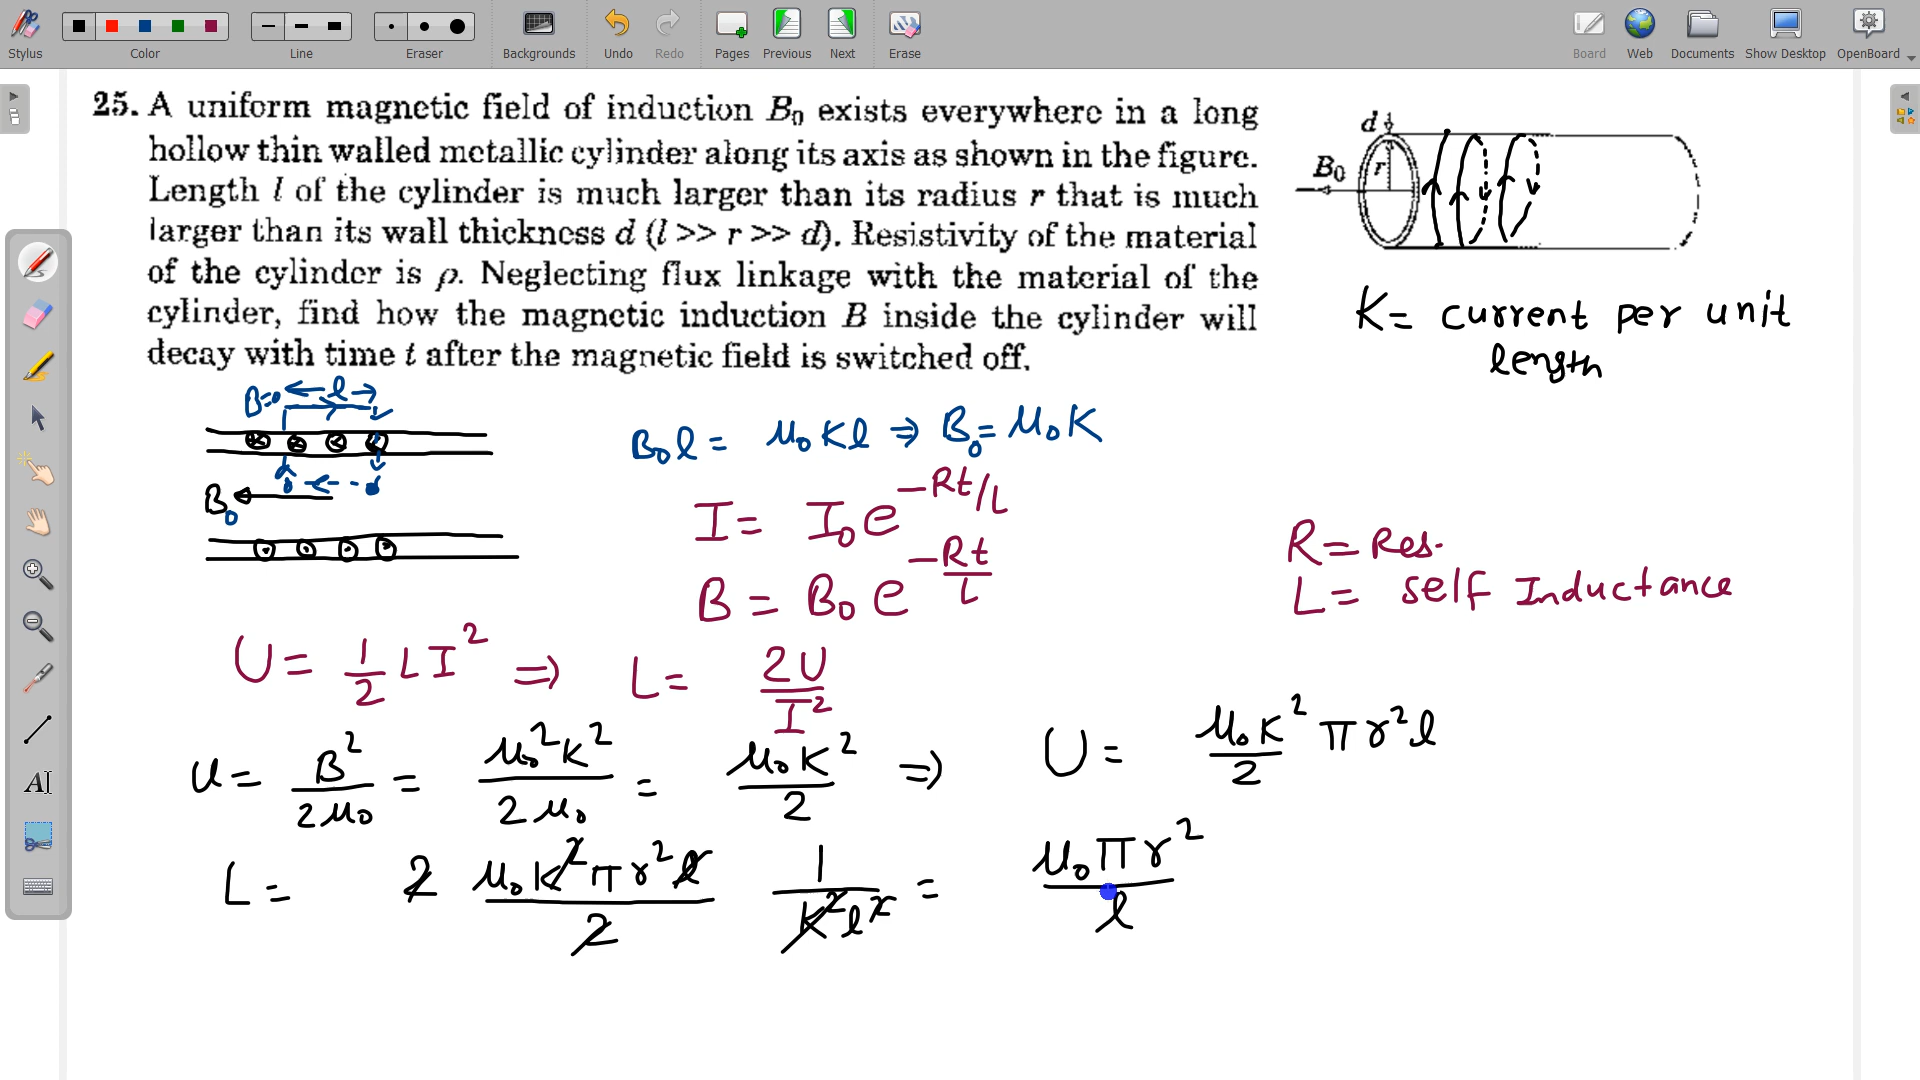 Stylus Color Line Eraser Backgrounds Undo Redo Pages Previous Next Erase Board Web Documents Show Desktop OpenBoard
25. A uniform magnetic field of induction B₀ exists everywhere in a long
hollow thin walled metallic cylinder along its axis as shown in the figure.
Length l of the cylinder is much larger than its radius r that is much
larger than its wall thickness d (l >> r >> d). Resistivity of the material
of the cylinder is ρ. Neglecting flux linkage with the material of the
cylinder, find how the magnetic induction B inside the cylinder will
decay with time t after the magnetic field is switched off.
d
B₀ r
K = current per unit
length
B=0 l
B₀
B₀l = μ₀Kl ⇒ B₀ = μ₀K
I = I₀e^(-Rt/L)
B = B₀e^(-Rt/L)
R = Res.
L = self Inductance
U = 1/2 LI² ⇒ L = 2U/I²
u = B²/2μ₀ = μ₀²K²/2μ₀ = μ₀K²/2 ⇒ U = μ₀K²/2 πr²l
L = 2 μ₀K²πr²l/2 1/K²l² = μ₀πr²/l
AI